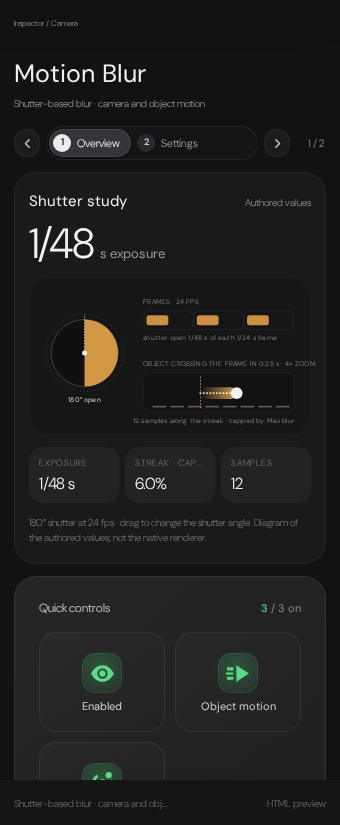 Inspector / Camera
Motion Blur
Shutter-based blur · camera and object motion
1 Overview 2 Settings 1 / 2
Shutter study Authored values
1/48 s exposure
FRAMES · 24 FPS
shutter open 1/48 s of each 1/24 s frame
OBJECT CROSSING THE FRAME IN 0.25 s · 4× ZOOM
180° open
12 samples along the streak · capped by Max blur
EXPOSURE STREAK · CAP...
SAMPLES
1/48 s 6.0% 12
180° shutter at 24 fps · drag to change the shutter angle. Diagram of
the authored values; not the native renderer.
Quick controls 3 / 3 on
Enabled Object motion
Shutter-based blur · camera and obj... HTML preview